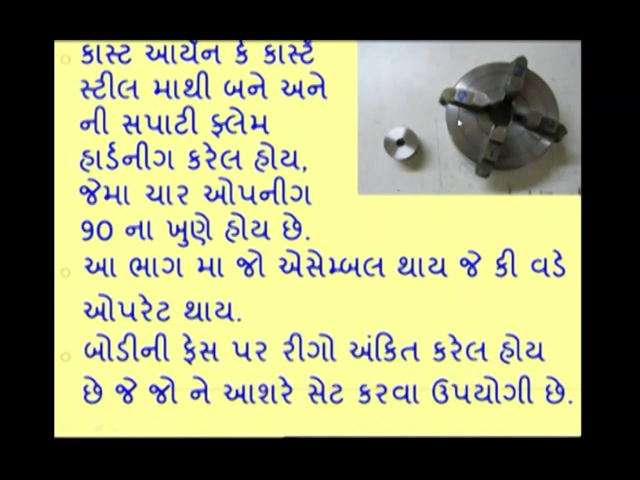 કાસ્ટ આર્યન કે કાસ્ટ
સ્ટીલ માથી બને અને
ની સપાટી ફ્લેમ
હાર્ડનીગ કરેલ હોય,
જેમા ચાર ઓપનીગ
90 ના ખુણે હોય છે.
આ ભાગ મા જો એસેમ્બલ થાય જે કી વડે
ઓપરેટ થાય.
બોડીની ફેસ પર રીગો અંકિત કરેલ હોય
છે જે જો ને આશરે સેટ કરવા ઉપયોગી છે.